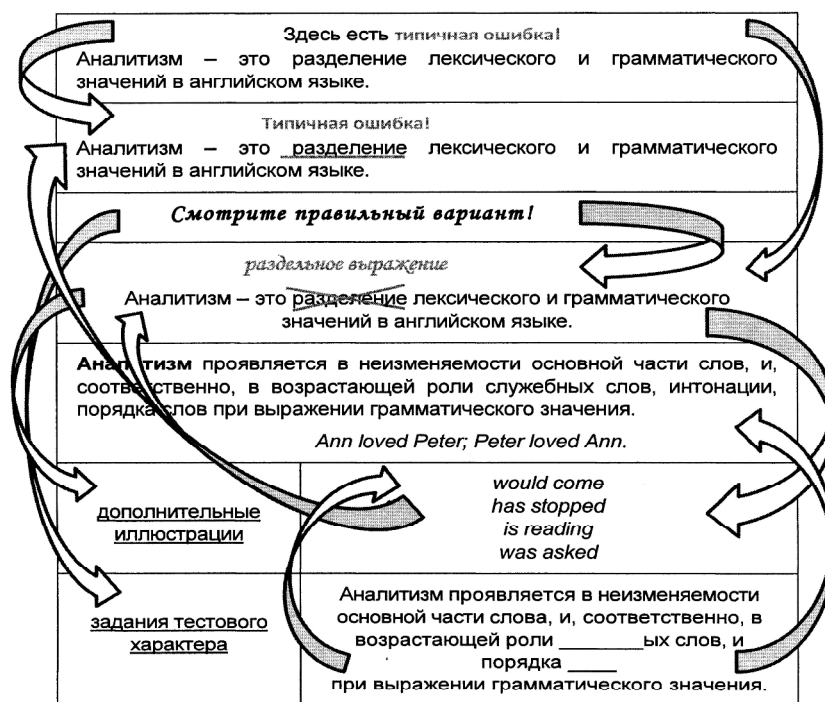 Здесь есть типичная ошибка!
Аналитизм – это разделение лексического и грамматического
значений в английском языке.
Типичная ошибка!
Аналитизм – это разделение лексического и грамматического
значений в английском языке.
Смотрите правильный вариант!
раздельное выражение
Аналитизм – это разделение лексического и грамматического
значений в английском языке.
Аналитизм проявляется в неизменяемости основной части слов, и,
соответственно, в возрастающей роли служебных слов, интонации,
порядка слов при выражении грамматического значения.
Ann loved Peter; Peter loved Ann.
дополнительные
иллюстрации
would come
has stopped
is reading
was asked
задания тестового
характера
Аналитизм проявляется в неизменяемости
основной части слова, и, соответственно, в
возрастающей роли ________ых слов, и
порядка ____
при выражении грамматического значения.